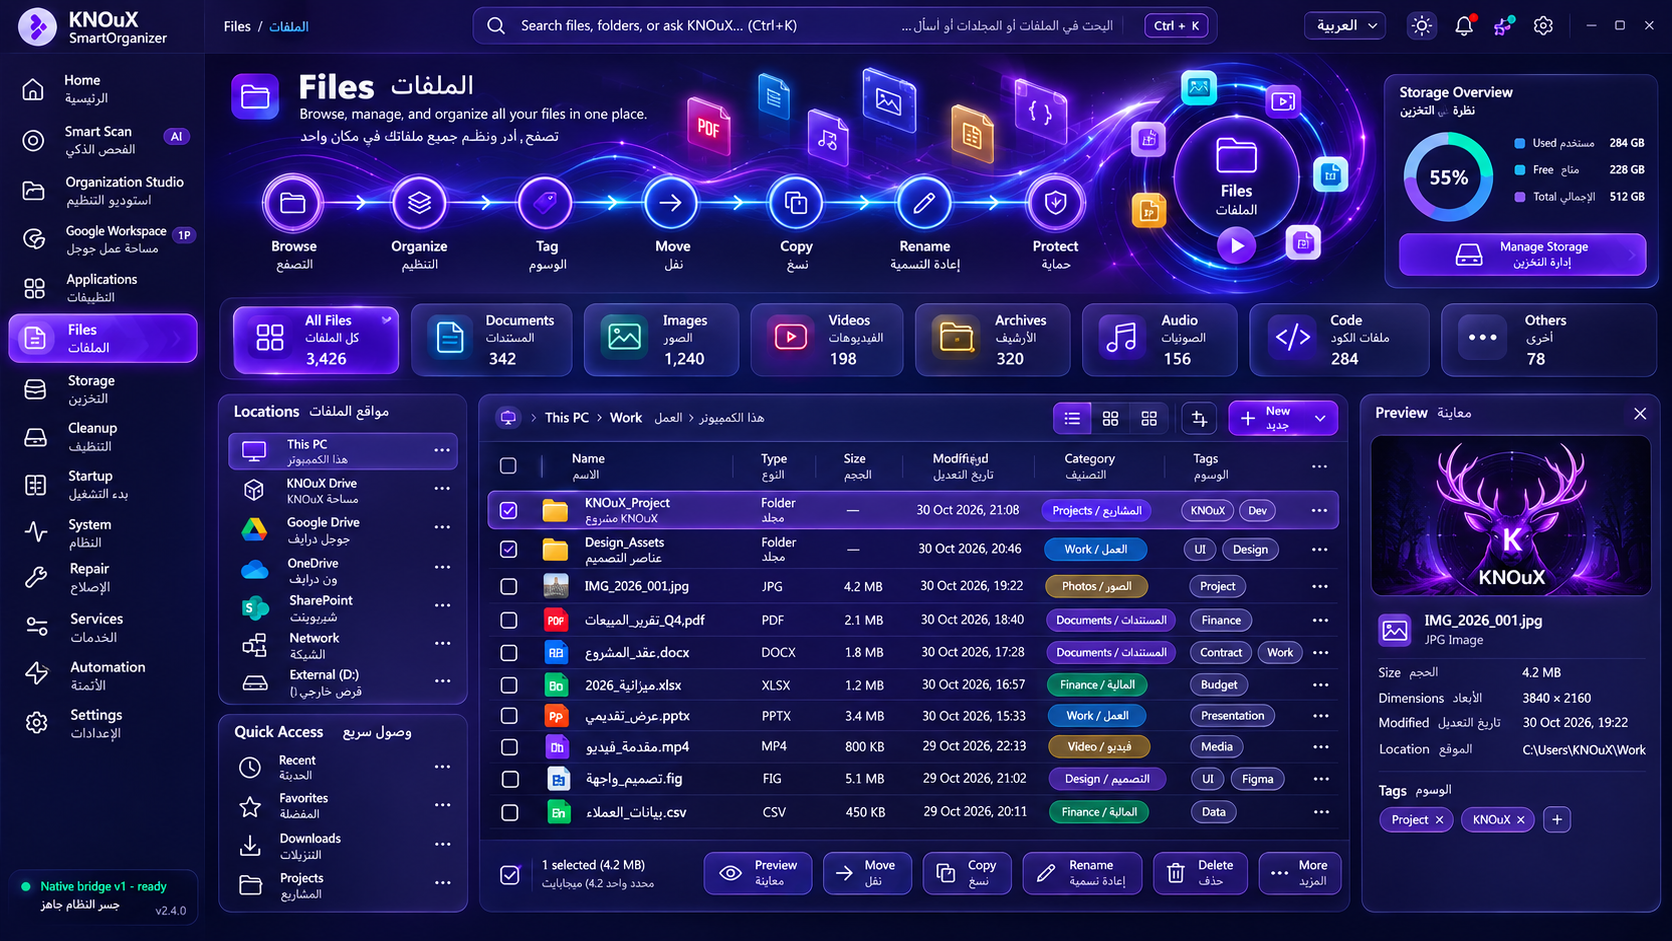 KNOuX
SmartOrganizer
Files / الملفات
Search files, folders, or ask KNOuX... (Ctrl+K)
البحث في الملفات أو المجلدات أو أسأل...
Ctrl + K
العربية
Home
الرئيسية
Smart Scan
الفحص الذكي
AI
Organization Studio
استوديو التنظيم
Google Workspace
مساحة عمل جوجل
1P
Applications
Files
الملفات
Storage
التخزين
Cleanup
التنظيف
Startup
بدء التشغيل
System
النظام
Repair
الإصلاع
Services
الخدمات
Automation
الأتمتة
Settings
الإعدادات
Native bridge v1 - ready
جسر النظام جاهز
v2.4.0
Files الملفات
Browse, manage, and organize all your files in one place.
تصفح, أدر ونظم جميع ملفاتك في مكان واحد
PDF
{ }
Browse
التصفع
Organize
التنظيم
Tag
الوسوم
Move
نقل
Copy
نسخ
Rename
إعادة التسمية
Protect
حماية
Files
الملفات
Storage Overview
نظرة التخزين
55%
Used مستخدم 284 GB
Free متاح 228 GB
Total الإجمالي 512 GB
Manage Storage
إدارة التخزين
All Files
كل الملفات
3,426
Documents
المستندات
342
Images
الصور
1,240
Videos
الفيديوهات
198
Archives
الأرشيف
320
Audio
الصوتيات
156
Code
ملفات الكود
284
Others
أخرى
78
Locations مواقع الملفات
This PC
هذا الكمبيوتر
KNOuX Drive
مساحة KNOuX
Google Drive
جوجل درايف
OneDrive
ون درايف
SharePoint
شيربوينت
Network
الشبكة
External (D:)
قرص خارجي
Quick Access وصول سريع
Recent
الحديثة
Favorites
المفضلة
Downloads
التنزيلات
Projects
المشاريع
This PC > Work العمل < هذا الكمبيوتر
New
جديد
Name
الاسم
Type
النوع
Size
الحجم
تاريخ التعديل
Category
التصنيف
Tags
الوسوم
KNOuX_Project
مشروع KNOuX
Folder
مجلد
—
30 Oct 2026, 21:08
Projects / المشاريع
KNOuX Dev
Design_Assets
عناصر التصميم
Folder
مجلد
—
30 Oct 2026, 20:46
Work / العمل
UI Design
IMG_2026_001.jpg JPG 4.2 MB 30 Oct 2026, 19:22 Photos / الصور Project
PDF تقرير_المبيعات_Q4.pdf PDF 2.1 MB 30 Oct 2026, 18:40 Documents / المستندات Finance
عقد_المشروع.docx DOCX 1.8 MB 30 Oct 2026, 17:28 Documents / المستندات Contract Work
ميزانية_2026.xlsx XLSX 1.2 MB 30 Oct 2026, 16:57 Finance / المالية Budget
عرض_تقديمي.pptx PPTX 3.4 MB 30 Oct 2026, 15:33 Work / العمل Presentation
مقدمة_فيديو.mp4 MP4 800 KB 29 Oct 2026, 22:13 Video / فيديو Media
تصميم_واجهة.fig FIG 5.1 MB 29 Oct 2026, 21:02 Design / التصميم UI Figma
بيانات_العملاء.csv CSV 450 KB 29 Oct 2026, 20:11 Finance / المالية Data
1 selected (4.2 MB)
محدد واحد 4.2) ميجابايت
Preview
معاينة
Move
نقل
Copy
نسخ
Rename
إعادة تسمية
Delete
حذف
More
المزيد
Preview معاينة
K
KNOuX
IMG_2026_001.jpg
JPG Image
Size الحجم 4.2 MB
Dimensions الأبعاد 3840 × 2160
Modified تاريخ التعديل 30 Oct 2026, 19:22
Location الموقع C:\Users\KNOuX\Work
Tags الوسوم
Project × KNOuX ×